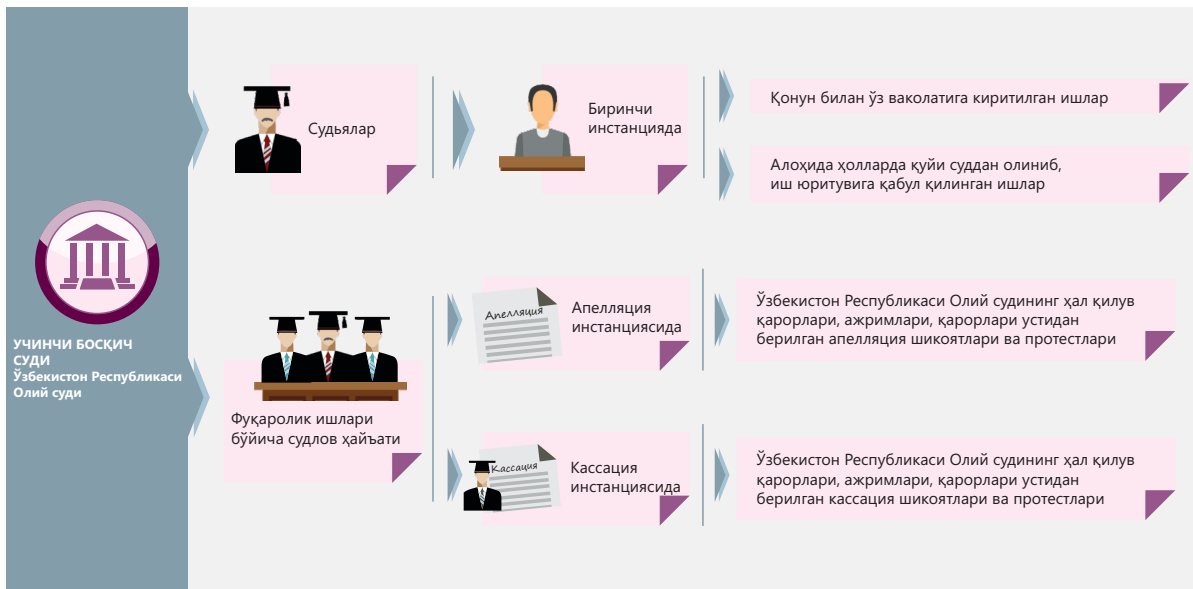 УЧИНЧИ БОСҚИЧ
СУДИ
Ўзбекистон Республикаси
Олий суди
Судьялар
Биринчи
инстанцияда
Қонун билан ўз ваколатига киритилган ишлар
Алоҳида ҳолларда қуйи суддан олиниб,
иш юритувига қабул қилинган ишлар
Фуқаролик ишлари
бўйича судлов ҳайъати
Апелляция
Апелляция
инстанциясида
Ўзбекистон Республикаси Олий судининг ҳал қилув
қарорлари, ажримлари, қарорлари устидан
берилган апелляция шикоятлари ва протестлари
Кассация
Кассация
инстанциясида
Ўзбекистон Республикаси Олий судининг ҳал қилув
қарорлари, ажримлари, қарорлари устидан
берилган кассация шикоятлари ва протестлари